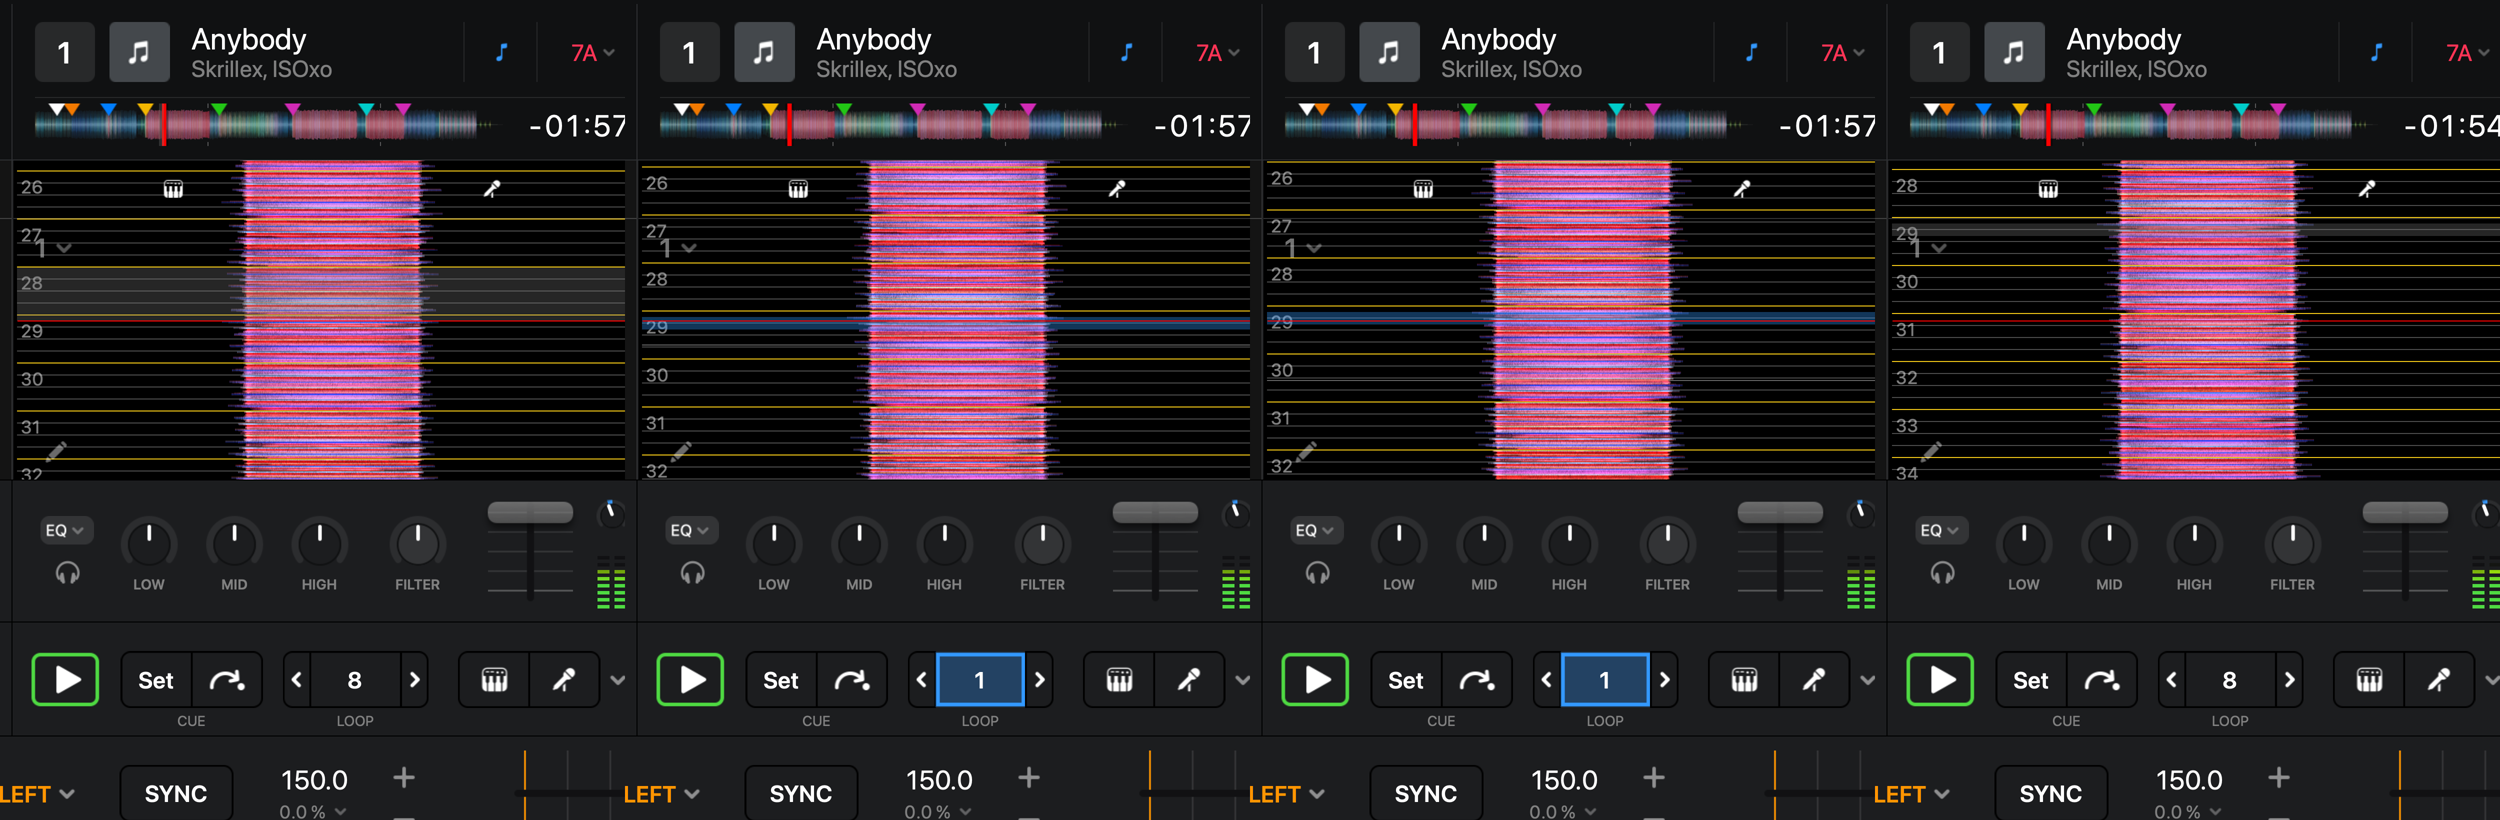 1 Anybody 7A
Skrillex, ISOxo
-01:57
26
27
1
28
29
30
31
32
EQ
LOW MID HIGH FILTER
Set 8
CUE LOOP
LEFT SYNC 150.0
0.0 %
1 Anybody 7A
Skrillex, ISOxo
-01:57
26
27
1
28
29
30
31
32
EQ
LOW MID HIGH FILTER
Set 1
CUE LOOP
LEFT SYNC 150.0
0.0 %
1 Anybody 7A
Skrillex, ISOxo
-01:57
26
27
1
28
29
30
31
32
EQ
LOW MID HIGH FILTER
Set 1
CUE LOOP
LEFT SYNC 150.0
0.0 %
1 Anybody 7A
Skrillex, ISOxo
-01:54
28
29
1
30
31
32
33
34
EQ
LOW MID HIGH FILTER
Set 8
CUE LOOP
LEFT SYNC 150.0
0.0 %